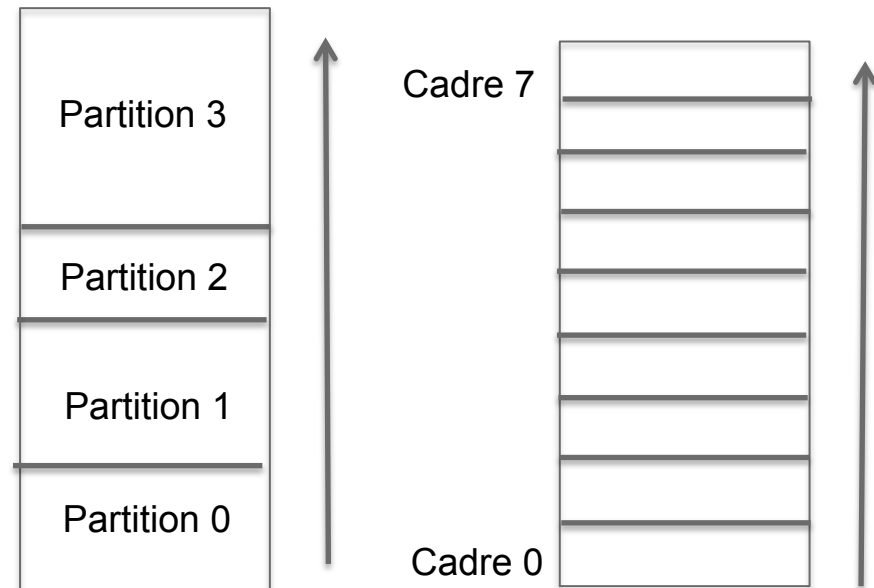 Partition 3
Partition 2
Partition 1
Partition 0
Cadre 7
Cadre 0